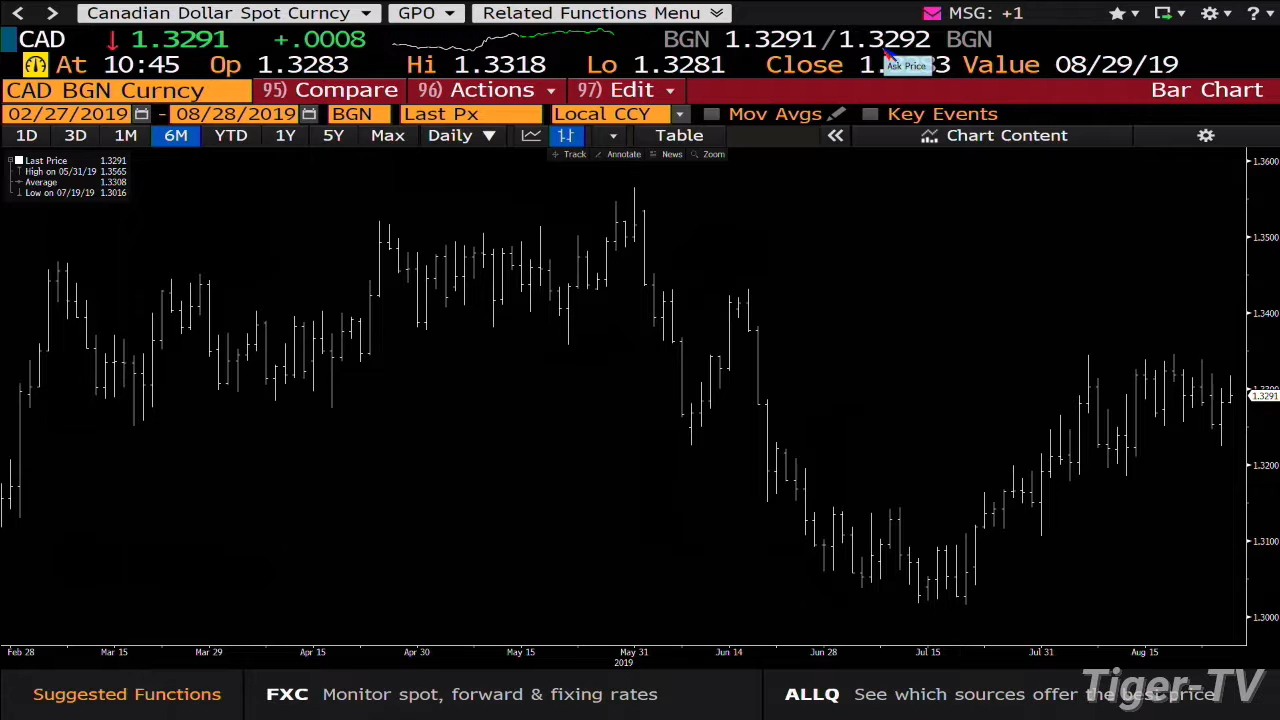 Canadian Dollar Spot Curncy GPO Related Functions Menu MSG: +1 ?
CAD 1.3291 +.0008 BGN 1.3291/1.3292 BGN
At 10:45 Op 1.3283 Hi 1.3318 Lo 1.3281 Close Value 08/29/19
Ask Price
CAD BGN Curncy 95) Compare 96) Actions 97) Edit Bar Chart
02/27/2019 - 08/28/2019 BGN Last Px Local CCY Mov Avgs Key Events
1D 3D 1M 6M YTD 1Y 5Y Max Daily Table Chart Content
Track Annotate News Zoom
Last Price 1.3291
High on 05/31/19 1.3565
Average 1.3308
Low on 07/19/19 1.3016
1.3600
1.3500
1.3400
1.3300
1.3291
1.3200
1.3100
1.3000
Feb 28 Mar 15 Mar 29 Apr 15 Apr 30 May 15 May 31 Jun 14 Jun 28 Jul 15 Jul 31 Aug 15
2019
Suggested Functions FXC Monitor spot, forward & fixing rates ALLQ See which sources offer the best price
Tiger-TV